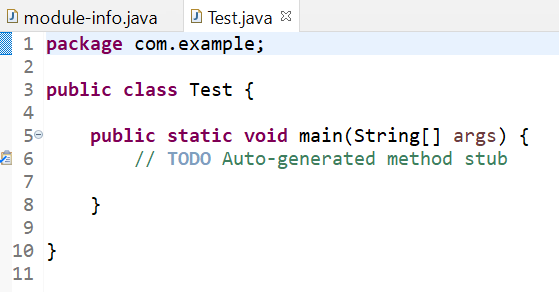 module-info.java Test.java
1 package com.example;
2
3 public class Test {
4
5 public static void main(String[] args) {
6 // TODO Auto-generated method stub
7
8 }
9
10 }
11